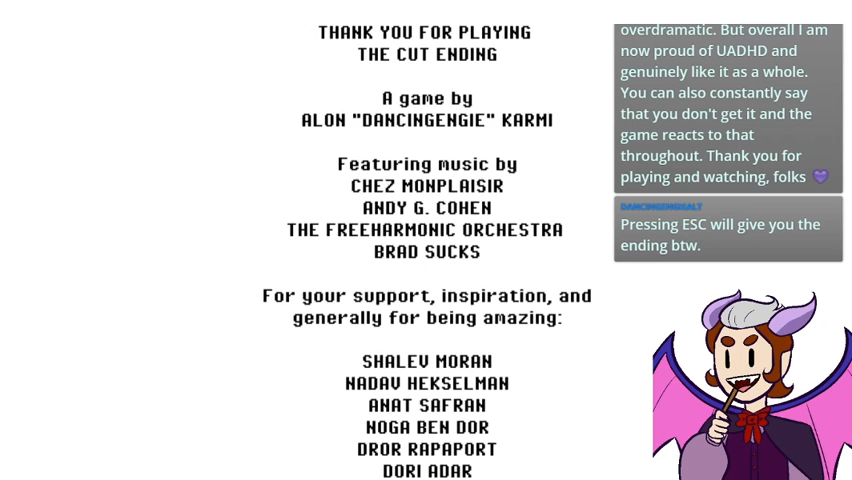 THANK YOU FOR PLAYING
THE CUT ENDING
A game by
ALON "DANCINGENGIE" KARMI
Featuring music by
CHEZ MONPLAISIR
ANDY G. COHEN
THE FREEHARMONIC ORCHESTRA
BRAD SUCKS
For your support, inspiration, and
generally for being amazing:
SHALEV MORAN
NADAV HEKSELMAN
ANAT SAFRAN
NOGA BEN DOR
DROR RAPAPORT
DORI ADAR
overdramatic. But overall I am
now proud of UADHD and
genuinely like it as a whole.
You can also constantly say
that you don't get it and the
game reacts to that
throughout. Thank you for
playing and watching, folks 💜
DANCINGENGIEALT
Pressing ESC will give you the
ending btw.